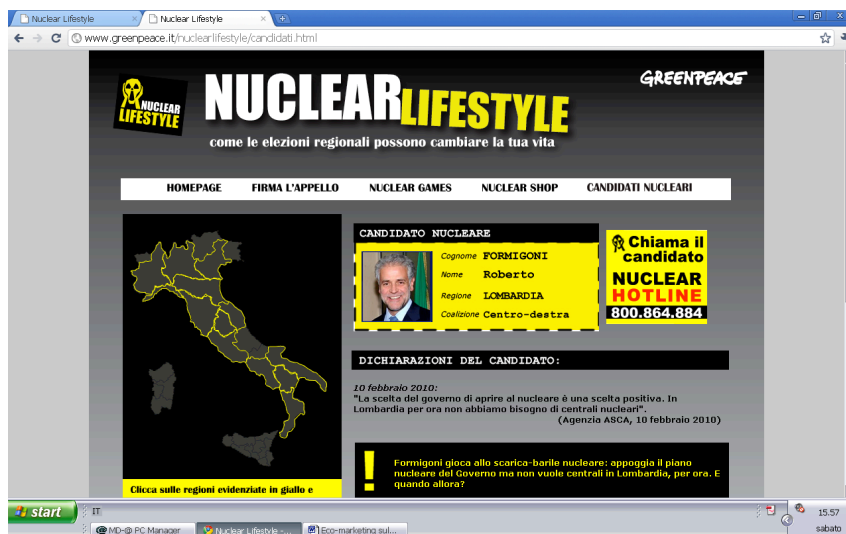 Nuclear Lifestyle
Nuclear Lifestyle
www.greenpeace.it/nuclearlifestyle/candidati.html
NUCLEAR
LIFESTYLE
NUCLEARLIFESTYLE
GREENPEACE
come le elezioni regionali possono cambiare la tua vita
HOMEPAGE FIRMA L'APPELLO NUCLEAR GAMES NUCLEAR SHOP CANDIDATI NUCLEARI
CANDIDATO NUCLEARE
Cognome FORMIGONI
Nome Roberto
Regione LOMBARDIA
Coalizione Centro-destra
Chiama il
candidato
NUCLEAR
HOTLINE
800.864.884
DICHIARAZIONI DEL CANDIDATO:
10 febbraio 2010:
"La scelta del governo di aprire al nucleare è una scelta positiva. In
Lombardia per ora non abbiamo bisogno di centrali nucleari".
(Agenzia ASCA, 10 febbraio 2010)
!
Formigoni gioca allo scarica-barile nucleare: appoggia il piano
nucleare del Governo ma non vuole centrali in Lombardia, per ora. E
quando allora?
Clicca sulle regioni evidenziate in giallo e
start
IT
15.57
MD-@ PC Manager
Nuclear Lifestyle -...
Eco-marketing sul...
sabato